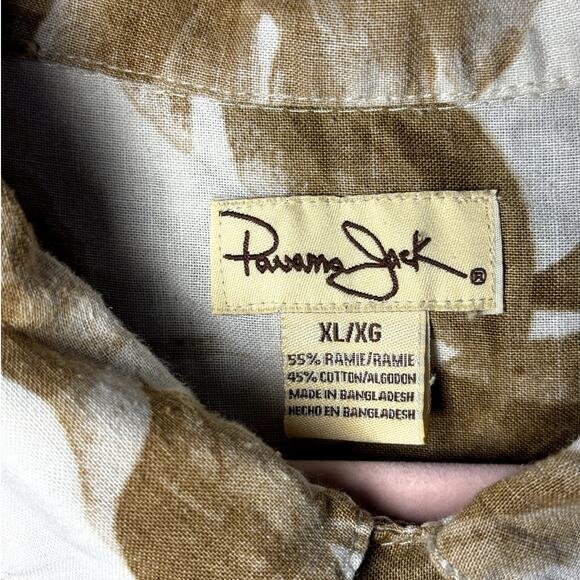 Panama Jack ®
XL/XG
55% RAMIE/RAMIE
45% COTTON/ALGODON
MADE IN BANGLADESH
HECHO EN BANGLADESH